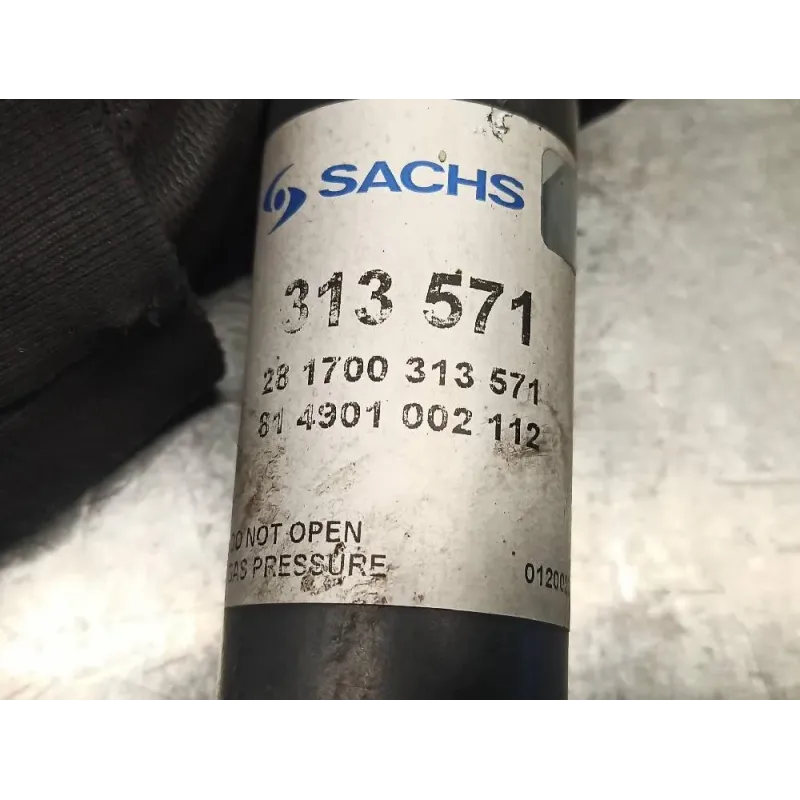 SACHS
313 571
28 1700 313 571
81 4901 002 112
DO NOT OPEN
GAS PRESSURE